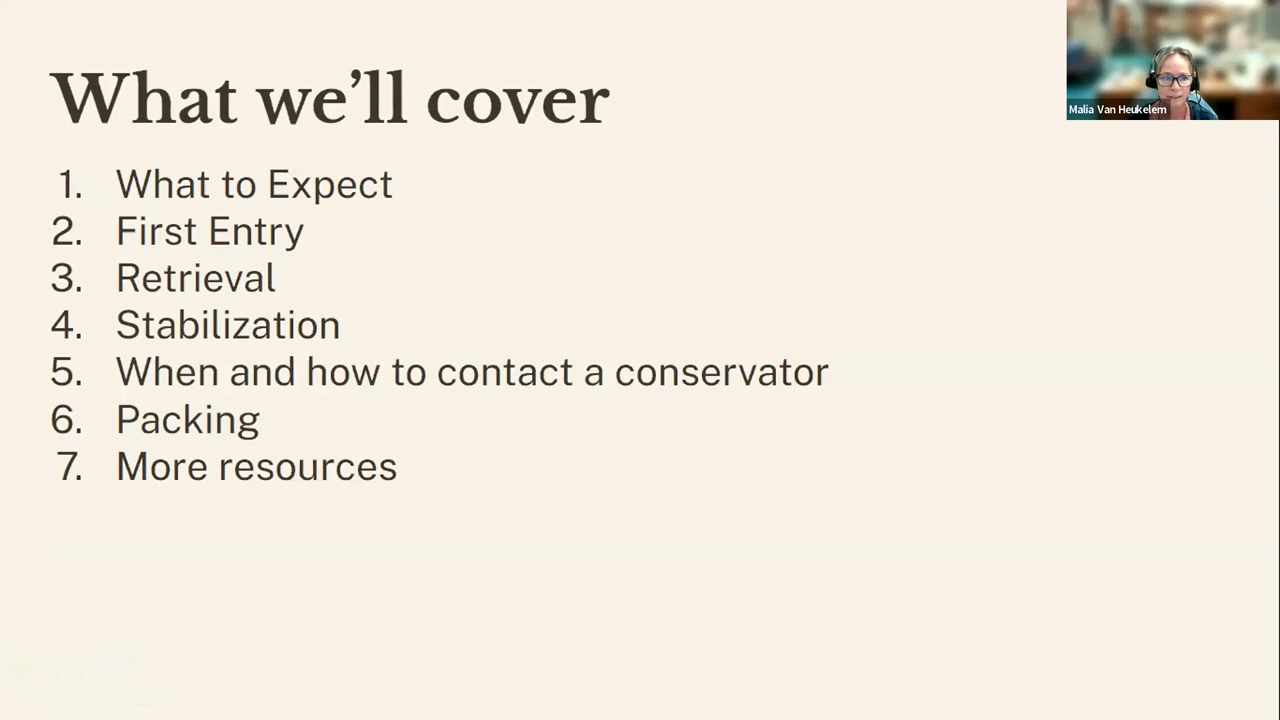 What we'll cover
1. What to Expect
2. First Entry
3. Retrieval
4. Stabilization
5. When and how to contact a conservator
6. Packing
7. More resources
Malia Van Heukelem